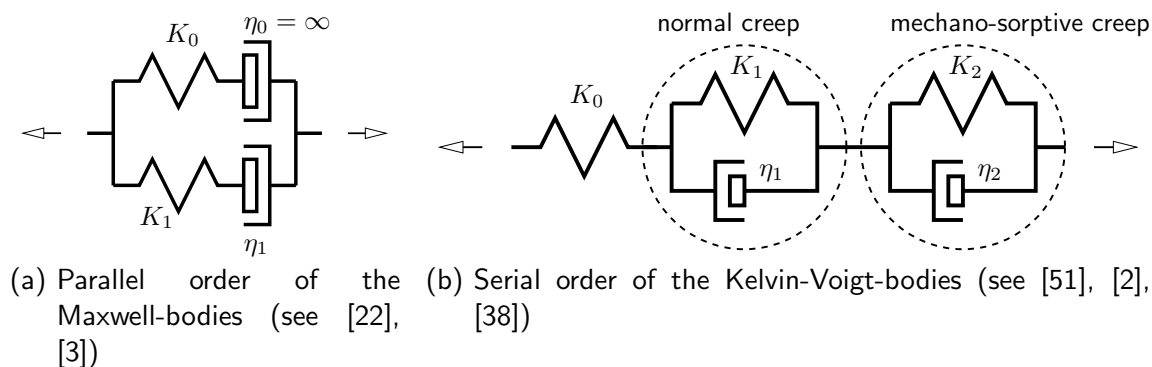 η₀ = ∞
K₀
K₁
η₁
normal creep
mechano-sorptive creep
K₀
K₁
η₁
K₂
η₂
(a) Parallel order of the
Maxwell-bodies (see [22],
[3])
(b) Serial order of the Kelvin-Voigt-bodies (see [51], [2],
[38])